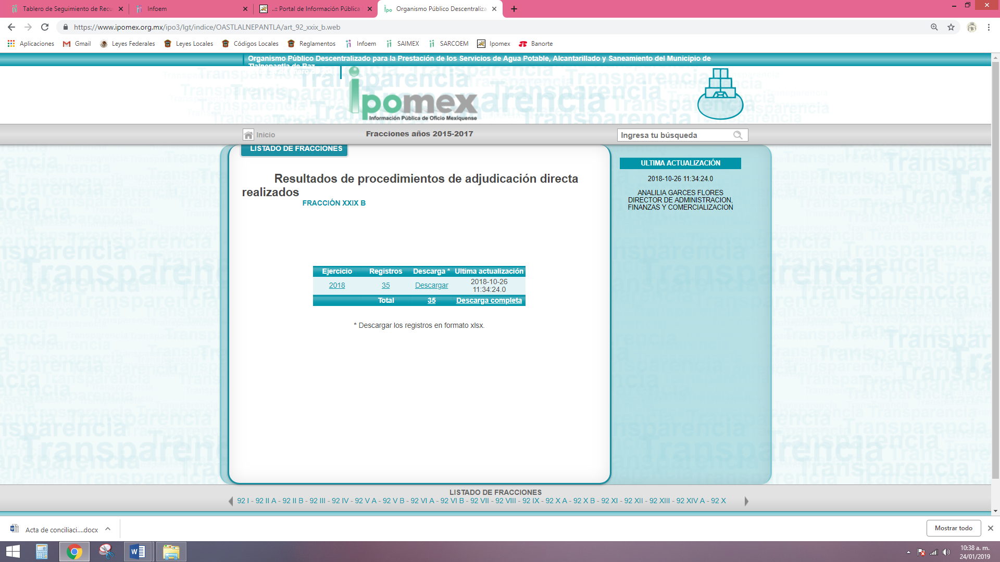 Tablero de Seguimiento de Recu
Infoem
..:: Portal de Información Pública
Organismo Público Descentraliza
https://www.ipomex.org.mx/ipo3/lgt/indice/OASTLALNEPANTLA/art_92_xxix_b.web
Aplicaciones Gmail Leyes Federales Leyes Locales Códigos Locales Reglamentos Infoem SAIMEX SARCOEM Ipomex Banorte
Organismo Público Descentralizado para la Prestación de los Servicios de Agua Potable, Alcantarillado y Saneamiento del Municipio de
Tlalnepantla de Baz
Transparencia
ipomex
Información Pública de Oficio Mexiquense
Inicio
Fracciones años 2015-2017
Ingresa tu búsqueda
LISTADO DE FRACCIONES
Resultados de procedimientos de adjudicación directa
realizados
FRACCIÓN XXIX B
ULTIMA ACTUALIZACIÓN
2018-10-26 11:34:24.0
ANALILIA GARCES FLORES
DIRECTOR DE ADMINISTRACION,
FINANZAS Y COMERCIALIZACION
Ejercicio Registros Descarga * Ultima actualización
2018 35 Descargar 2018-10-26
11:34:24.0
Total 35 Descarga completa
* Descargar los registros en formato xlsx.
LISTADO DE FRACCIONES
92 I - 92 II A - 92 II B - 92 III - 92 IV - 92 V A - 92 V B - 92 VI A - 92 VI B - 92 VII - 92 VIII - 92 IX - 92 X A - 92 X B - 92 XI - 92 XII - 92 XIII - 92 XIV A - 92 X
Acta de conciliaci....docx
Mostrar todo
10:38 a. m.
24/01/2019